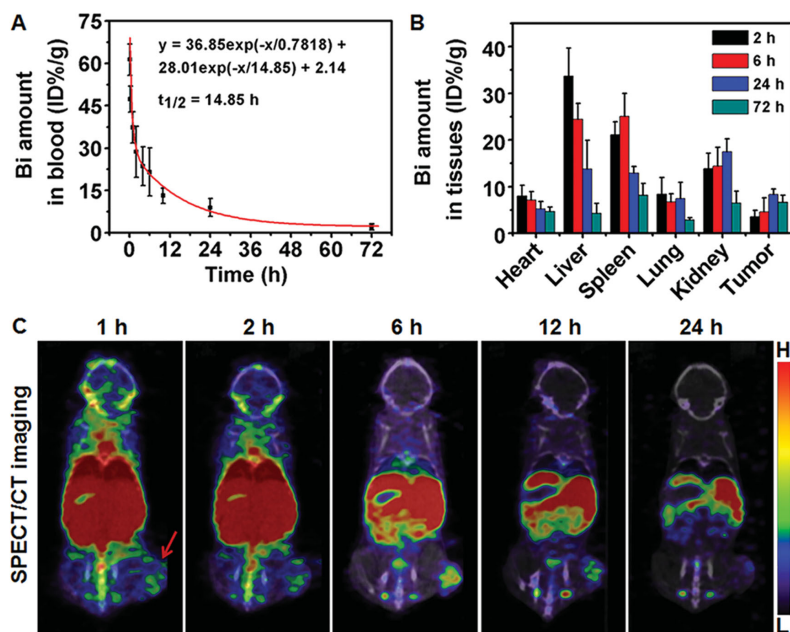 A
75
60
45
30
15
0
Bi amount
in blood (ID%/g)
y = 36.85exp(-x/0.7818) +
28.01exp(-x/14.85) + 2.14
t1/2 = 14.85 h
0 12 24 36 48 60 72
Time (h)
B
40
30
20
10
0
Bi amount
in tissues (ID%/g)
2 h
6 h
24 h
72 h
Heart
Liver
Spleen
Lung
Kidney
Tumor
C
1 h 2 h 6 h 12 h 24 h
SPECT/CT imaging
H
L